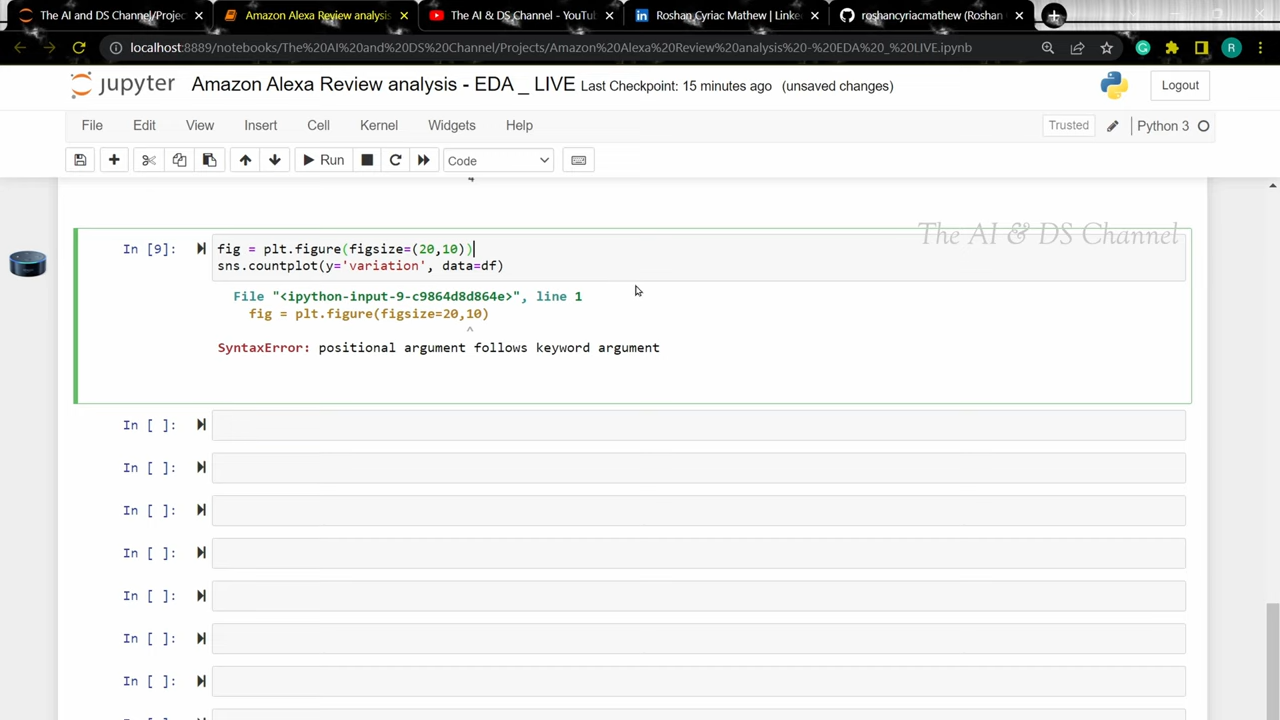 The AI and DS Channel/Projec
Amazon Alexa Review analysis
The AI & DS Channel - YouTu
Roshan Cyriac Mathew | Linke
roshancyriacmathew (Roshan
localhost:8889/notebooks/The%20AI%20and%20DS%20Channel/Projects/Amazon%20Alexa%20Review%20analysis%20-%20EDA%20_%20LIVE.ipynb
R
jupyter Amazon Alexa Review analysis - EDA _ LIVE Last Checkpoint: 15 minutes ago (unsaved changes)
Logout
File Edit View Insert Cell Kernel Widgets Help
Trusted Python 3
Run Code
4
The AI & DS Channel
In [9]: fig = plt.figure(figsize=(20,10))
sns.countplot(y='variation', data=df)
File "<ipython-input-9-c9864d8d864e>", line 1
fig = plt.figure(figsize=20,10)
^
SyntaxError: positional argument follows keyword argument
In [ ]:
In [ ]:
In [ ]:
In [ ]:
In [ ]:
In [ ]:
In [ ]: